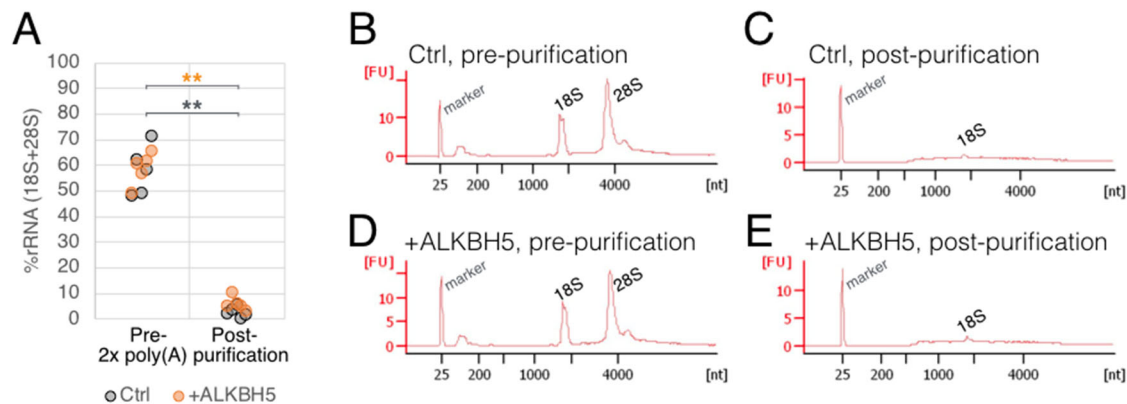 A
%rRNA (18S+28S)
100
90
80
70
60
50
40
30
20
10
0
**
**
Pre-
Post-
2x poly(A) purification
Ctrl
+ALKBH5
B
Ctrl, pre-purification
[FU]
10
0
marker
18S
28S
25 200 1000 4000 [nt]
C
Ctrl, post-purification
[FU]
10
5
0
marker
18S
25 200 1000 4000 [nt]
D
+ALKBH5, pre-purification
[FU]
10
5
0
marker
18S
28S
25 200 1000 4000 [nt]
E
+ALKBH5, post-purification
[FU]
10
5
0
marker
18S
25 200 1000 4000 [nt]